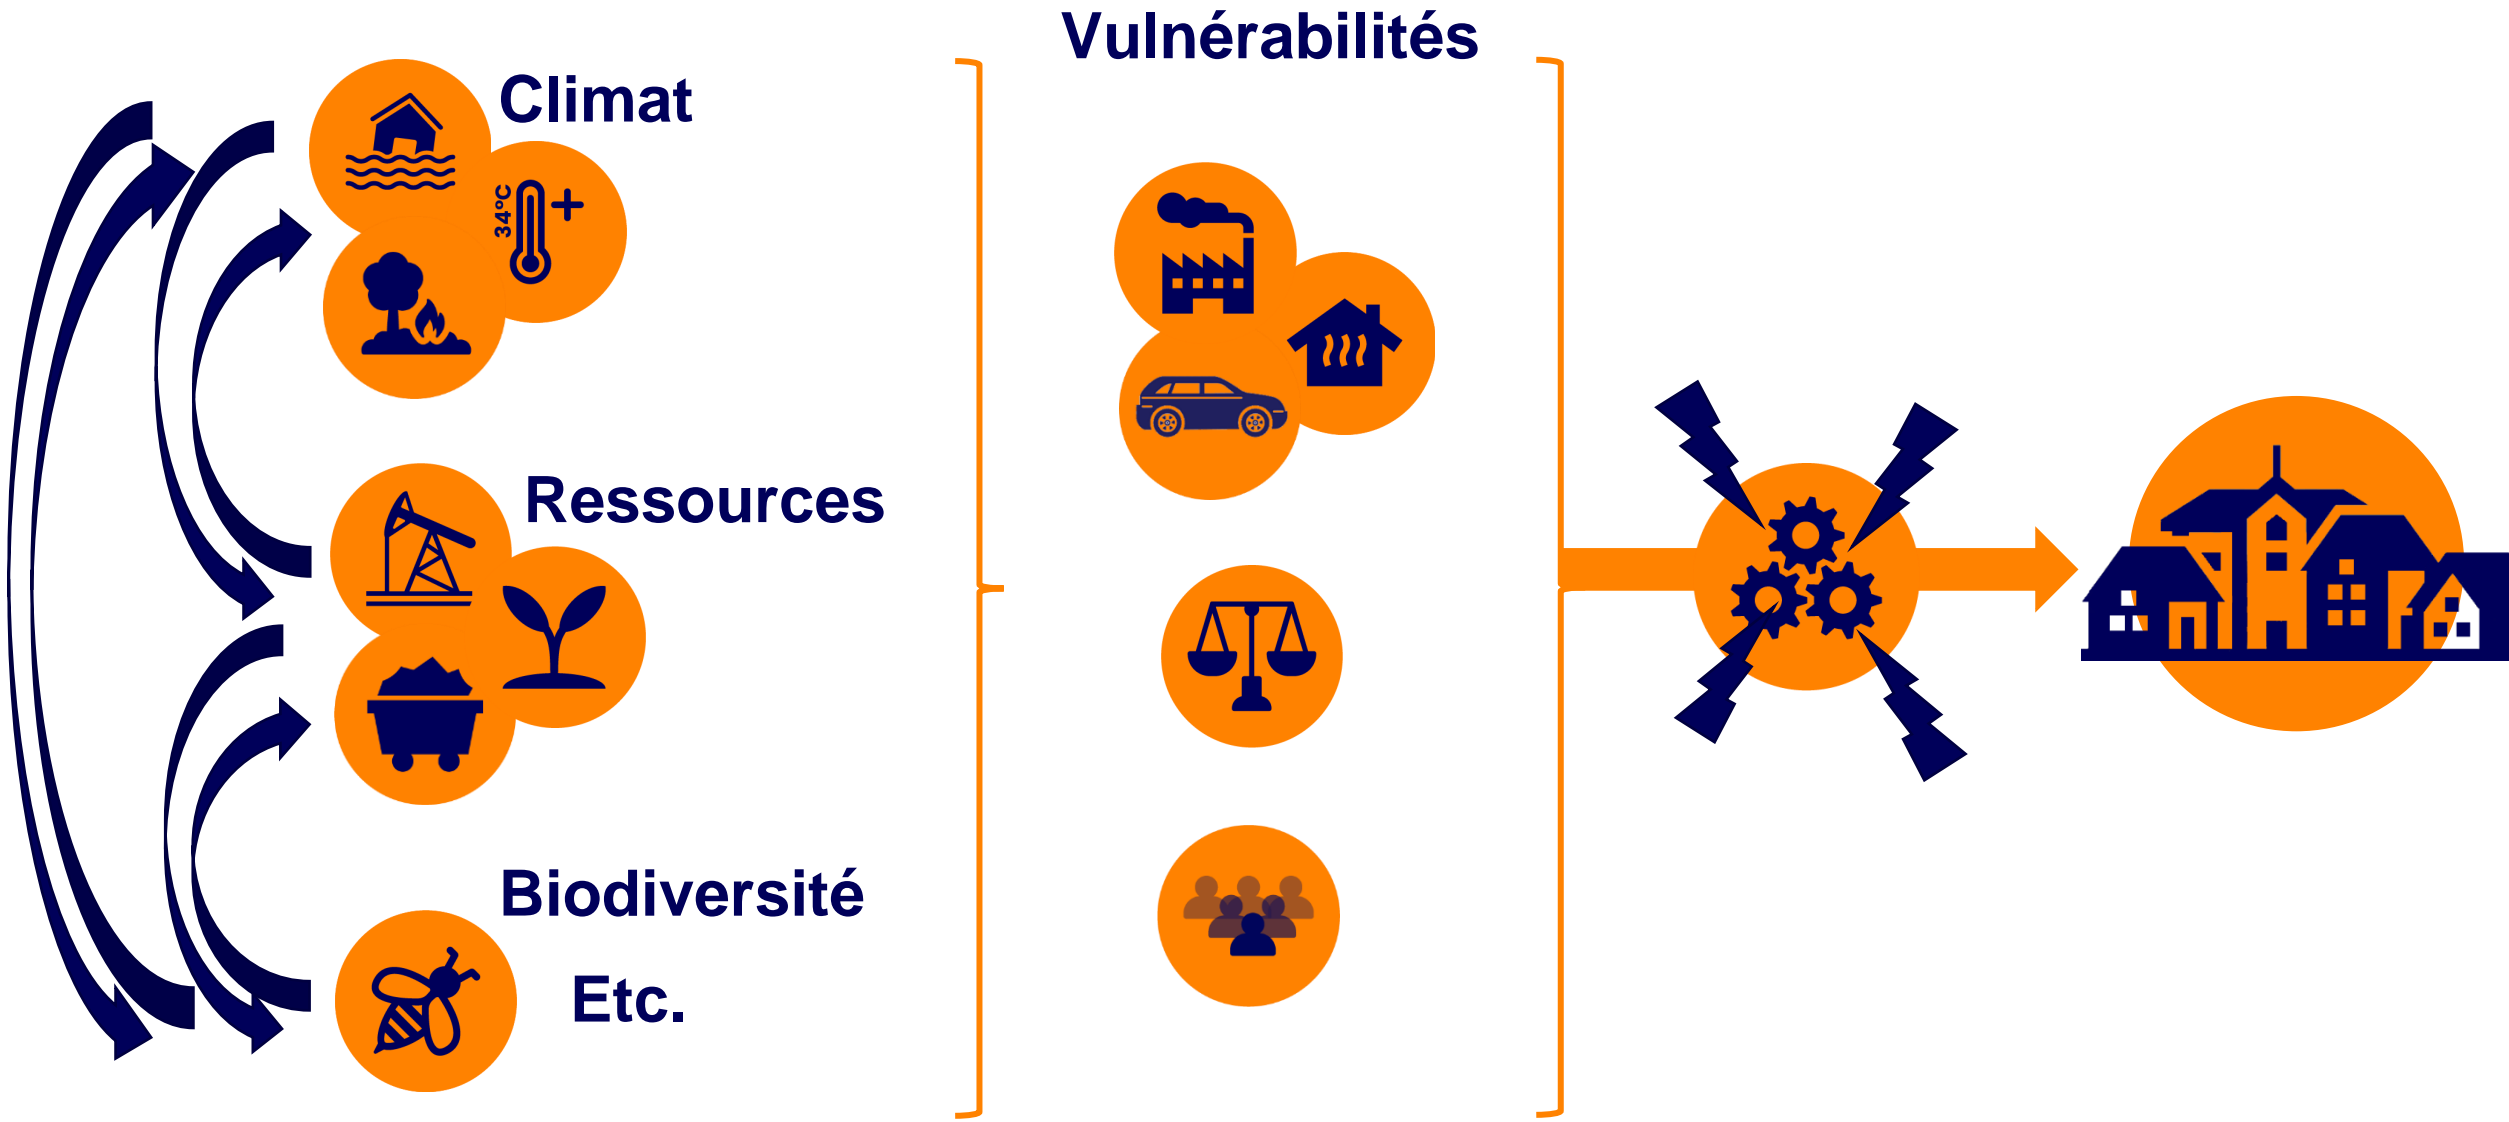 Vulnérabilités
Climat
34°C
Ressources
Biodiversité
Etc.